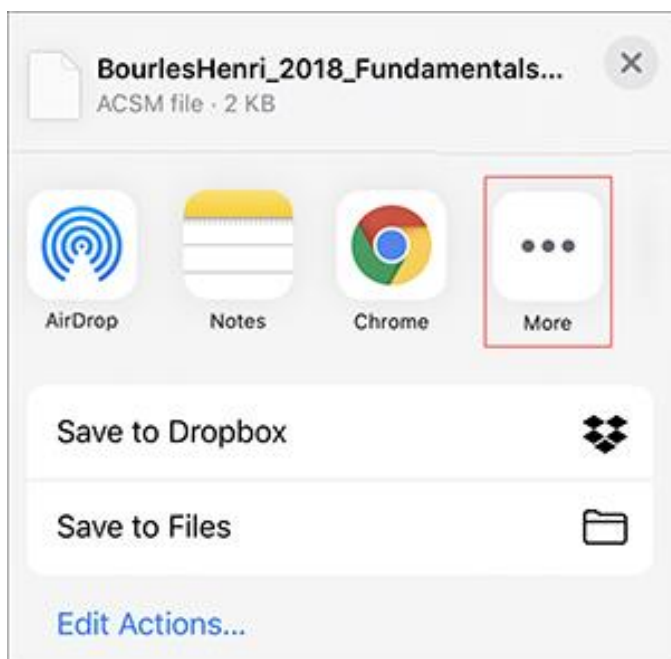 BourlesHenri_2018_Fundamentals...
ACSM file · 2 KB
AirDrop
Notes
Chrome
More
Save to Dropbox
Save to Files
Edit Actions...